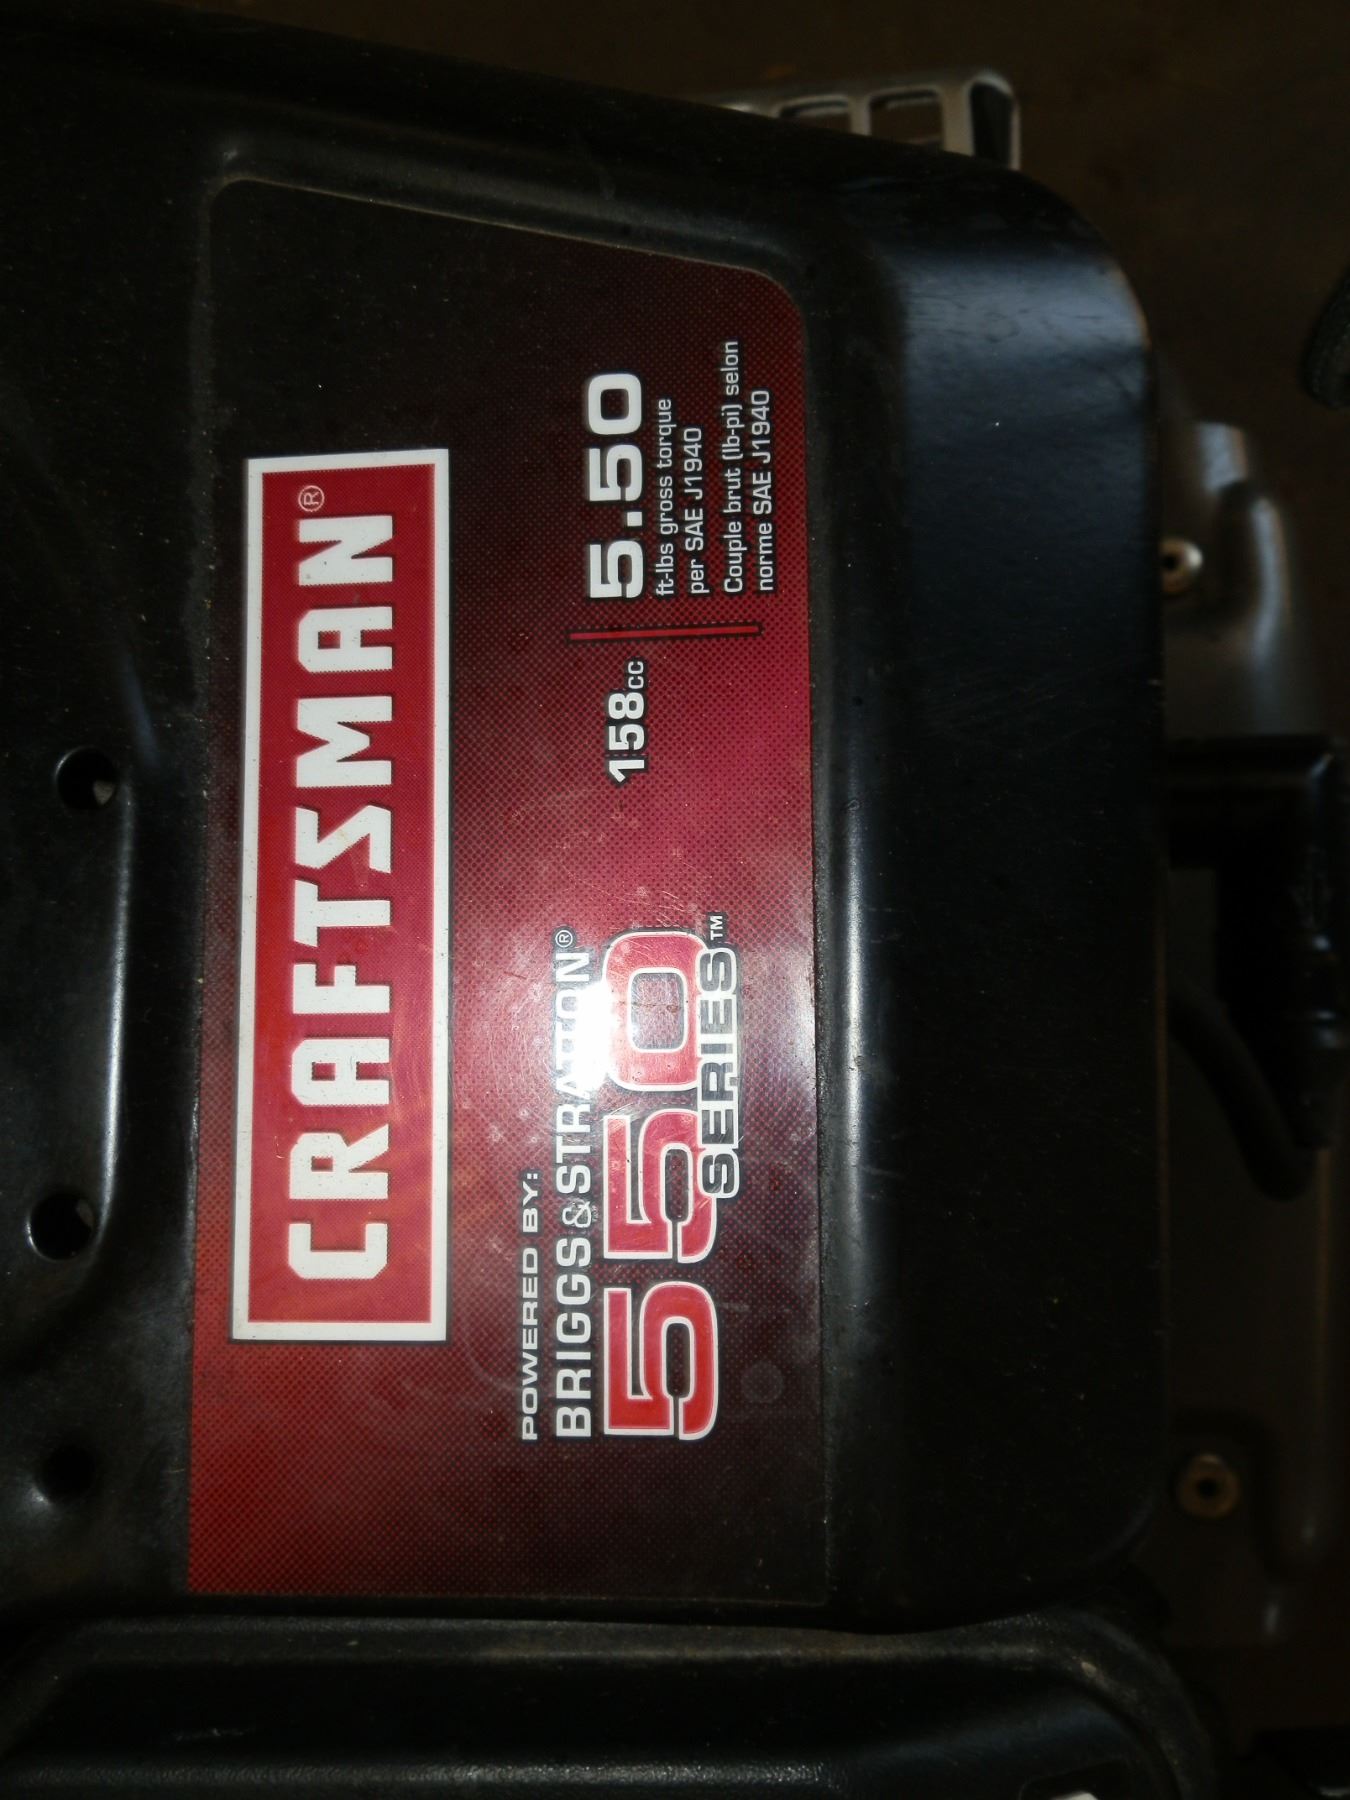 CRAFTSMAN®
POWERED BY:
BRIGGS&STRATTON®
550
SERIES™
158cc
5.50
ft-lbs gross torque
per SAE J1940
Couple brut (lb-pi) selon
norme SAE J1940